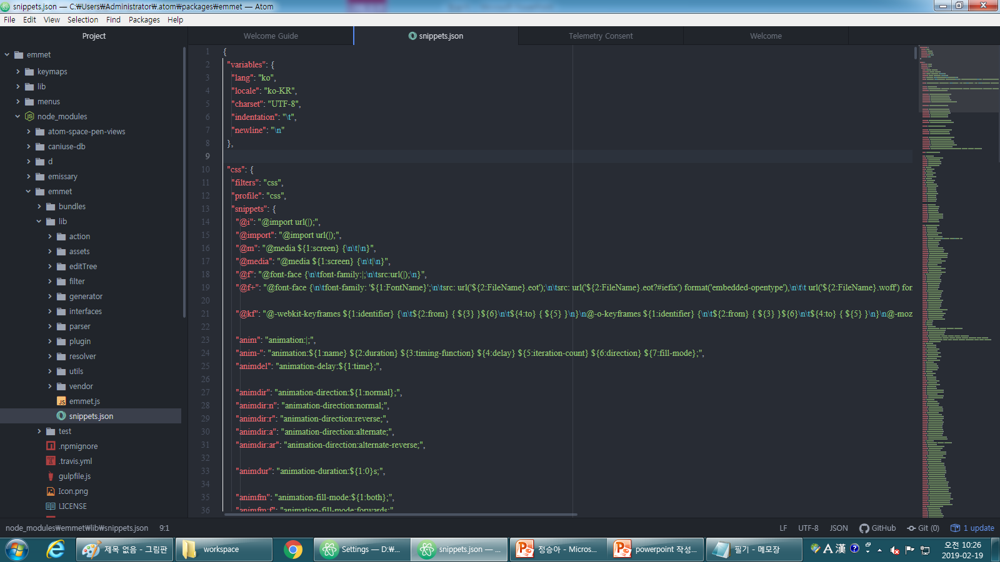 snippets.json — C:₩Users₩Administrator₩.atom₩packages₩emmet — Atom
File Edit View Selection Find Packages Help
Project
Welcome Guide
snippets.json
Telemetry Consent
Welcome
emmet
keymaps
lib
menus
node_modules
atom-space-pen-views
caniuse-db
d
emissary
emmet
bundles
lib
action
assets
editTree
filter
generator
interfaces
parser
plugin
resolver
utils
vendor
emmet.js
snippets.json
test
.npmignore
.travis.yml
gulpfile.js
Icon.png
LICENSE
1 {
2 "variables": {
3 "lang": "ko",
4 "locale": "ko-KR",
5 "charset": "UTF-8",
6 "indentation": "\t",
7 "newline": "\n"
8 },
9
10 "css": {
11 "filters": "css",
12 "profile": "css",
13 "snippets": {
14 "@i": "@import url(|);",
15 "@import": "@import url(|);",
16 "@m": "@media ${1:screen} {\n\t|\n}",
17 "@media": "@media ${1:screen} {\n\t|\n}",
18 "@f": "@font-face {\n\tfont-family:|;\n\tsrc:url(|);\n}",
19 "@f+": "@font-face {\n\tfont-family: '${1:FontName}';\n\tsrc: url('${2:FileName}.eot');\n\tsrc: url('${2:FileName}.eot?#iefix') format('embedded-opentype'),\n\t\t url('${2:FileName}.woff') for
20
21 "@kf": "@-webkit-keyframes ${1:identifier} {\n\t${2:from} { ${3} }${6}\n\t${4:to} { ${5} }\n}\n@-o-keyframes ${1:identifier} {\n\t${2:from} { ${3} }${6}\n\t${4:to} { ${5} }\n}\n@-moz
22
23 "anim": "animation:|;",
24 "anim-": "animation:${1:name} ${2:duration} ${3:timing-function} ${4:delay} ${5:iteration-count} ${6:direction} ${7:fill-mode};",
25 "animdel": "animation-delay:${1:time};",
26
27 "animdir": "animation-direction:${1:normal};",
28 "animdir:n": "animation-direction:normal;",
29 "animdir:r": "animation-direction:reverse;",
30 "animdir:a": "animation-direction:alternate;",
31 "animdir:ar": "animation-direction:alternate-reverse;",
32
33 "animdur": "animation-duration:${1:0}s;",
34
35 "animfm": "animation-fill-mode:${1:both};",
36 "animfm:f": "animation-fill-mode:forwards;"
node_modules₩emmet₩lib₩snippets.json 9:1
LF UTF-8 JSON GitHub Git (0) 1 update
제목 없음 - 그림판
workspace
Settings — D:₩...
snippets.json — ...
정승아 - Micros...
powerpoint 작성...
필기 - 메모장
A 漢
오전 10:26
2019-02-19